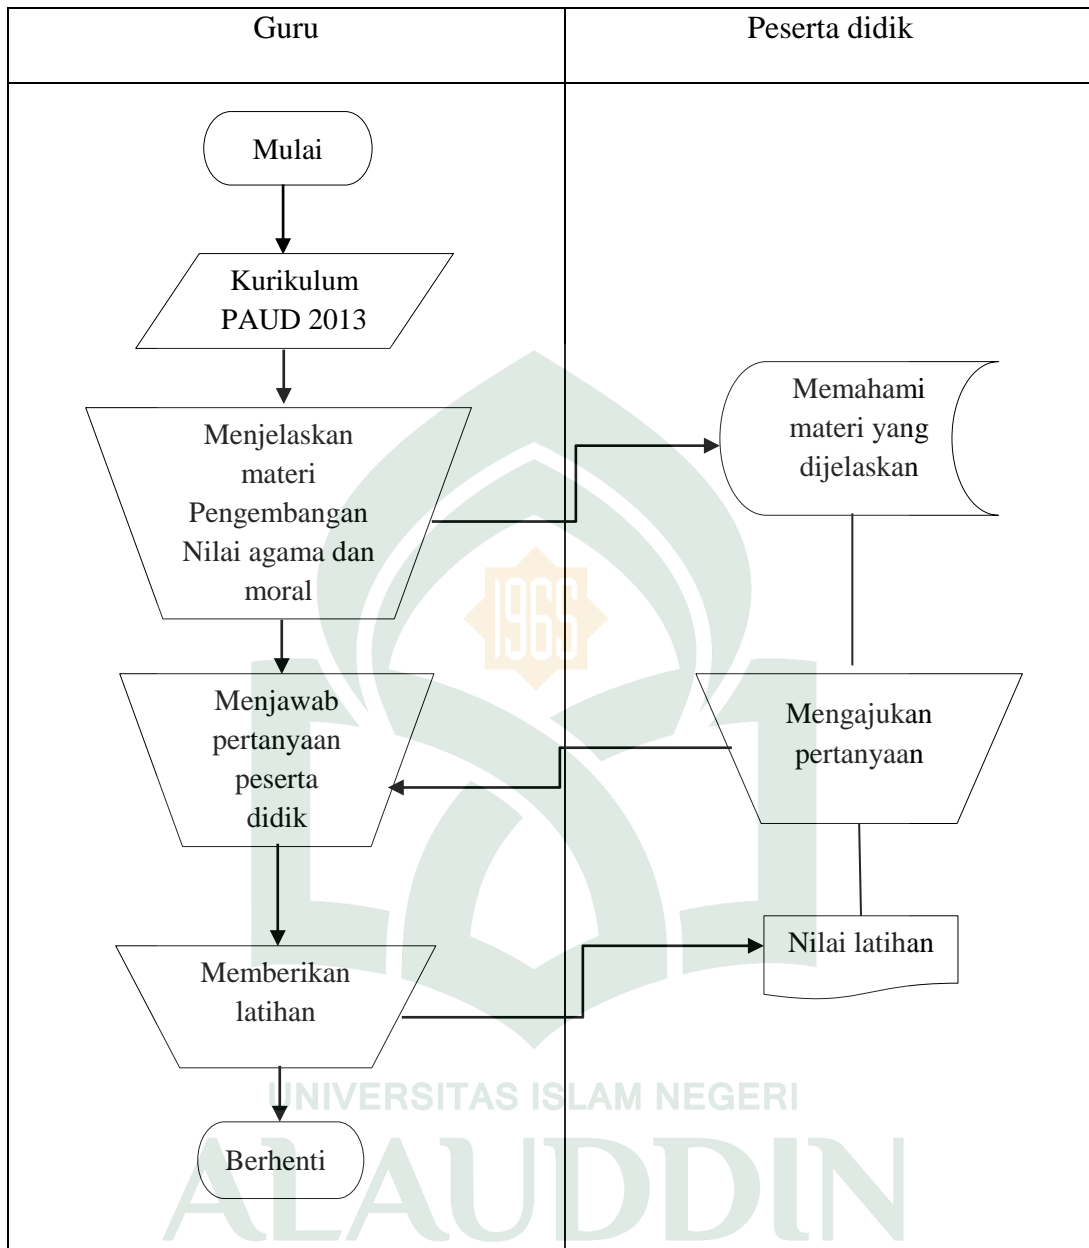 Guru
Peserta didik
Mulai
Kurikulum
PAUD 2013
Menjelaskan
materi
Pengembangan
Nilai agama dan
moral
Memahami
materi yang
dijelaskan
Menjawab
pertanyaan
peserta
didik
Mengajukan
pertanyaan
Memberikan
latihan
Nilai latihan
Berhenti
1965
UNIVERSITAS ISLAM NEGERI
ALAUDDIN